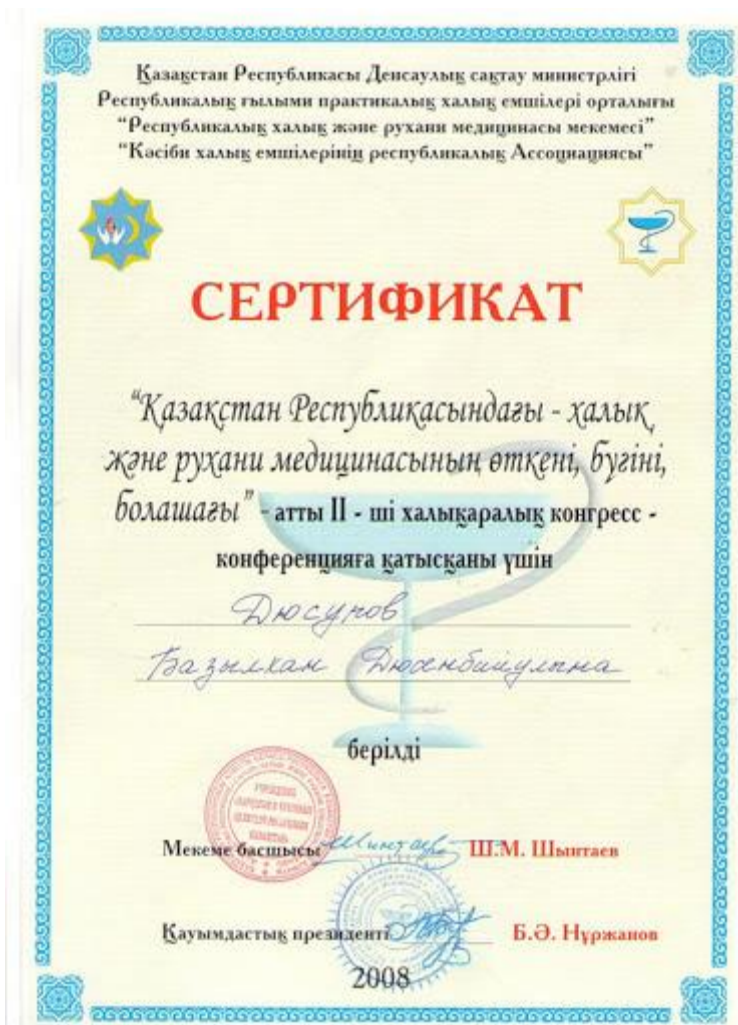 Қазақстан Республикасы Денсаулық сақтау министрлігі
Республикалық ғылыми практикалық халық емшілері орталығы
“Республикалық халық және рухани медицинасы мекемесі”
“Кәсіби халық емшілерінің республикалық Ассоциациясы”
СЕРТИФИКАТ
“Қазақстан Республикасындағы - халық
және рухани медицинасының өткені, бүгіні,
болашағы” - атты II - ші халықаралық конгресс -
конференцияға қатысқаны үшін
Дюсупов
Базылхан Дюсенбийұлына
берілді
Мекеме басшысы Ш.М. Шынтаев
Қауымдастық президенті Б.Ә. Нұржанов
2008